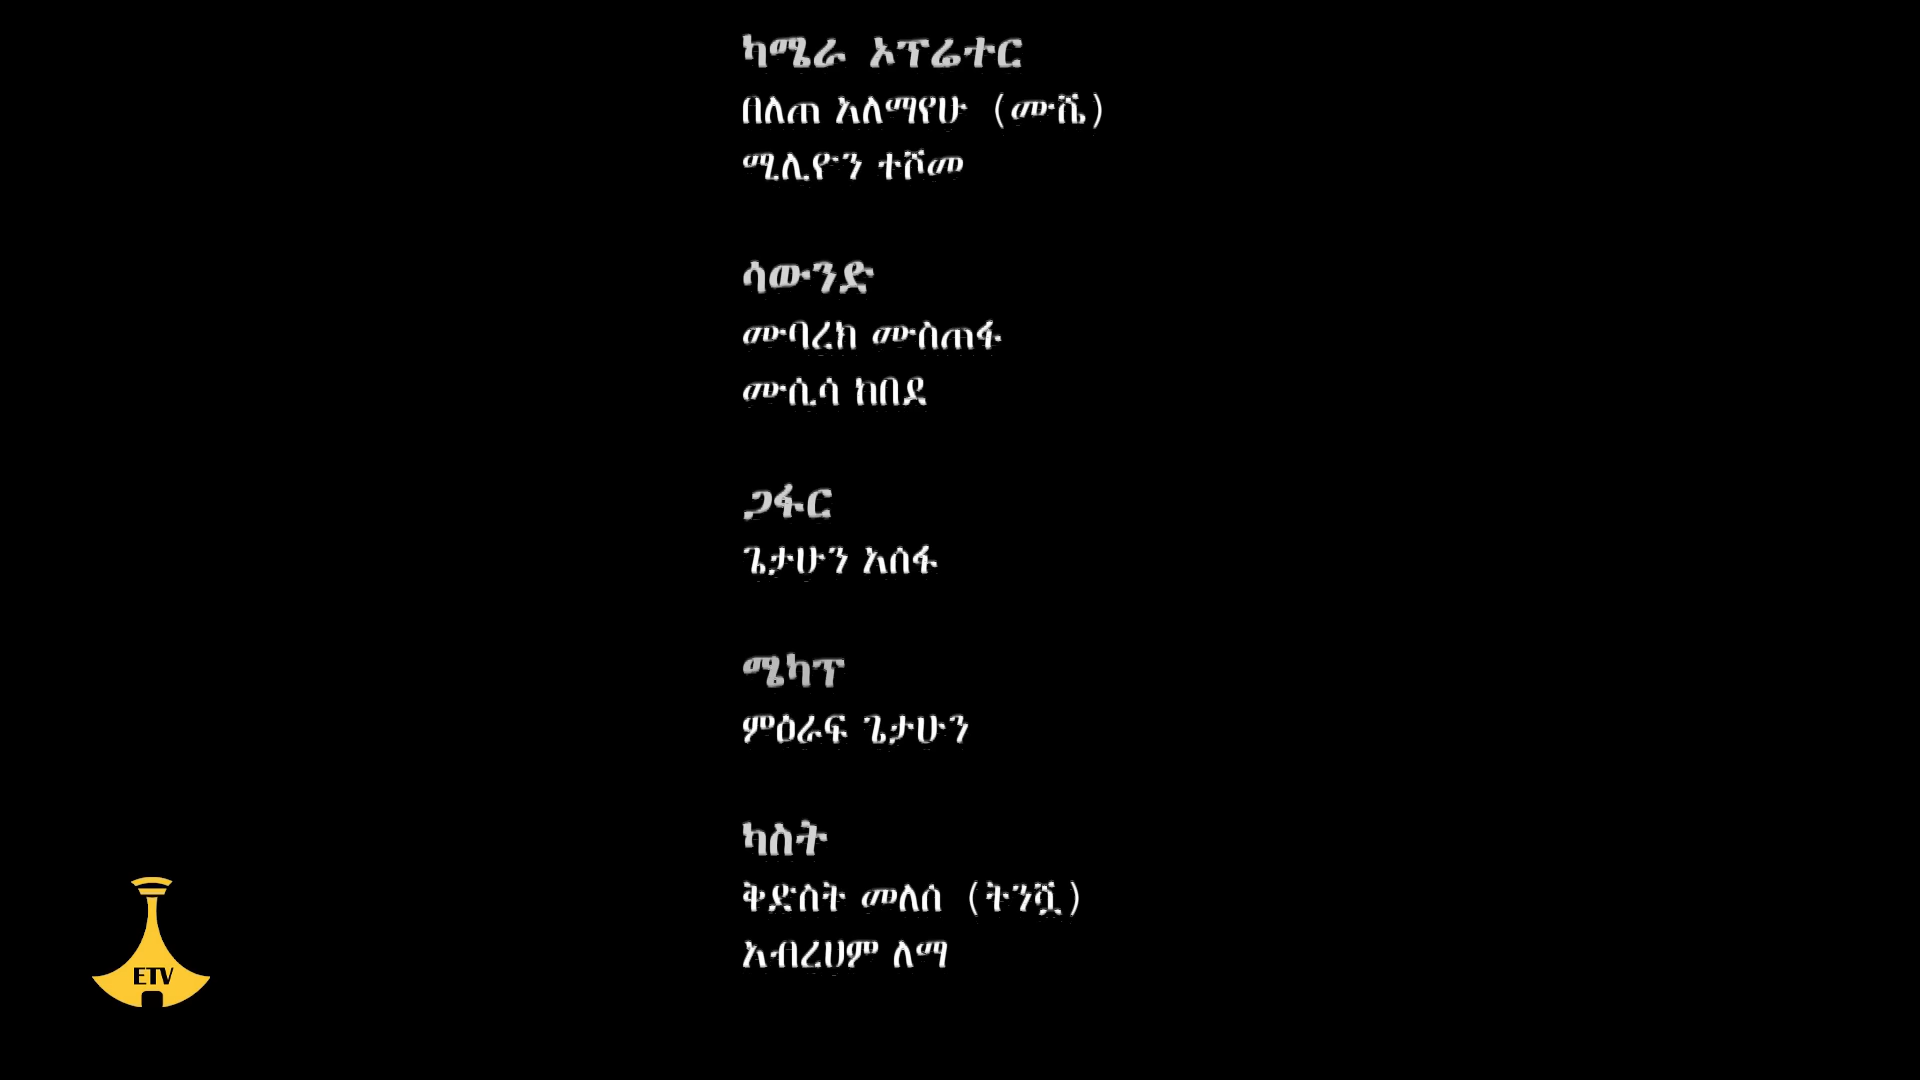 ካሜራ ኦፕሬተር
በለጠ አለማየሁ (ሙሼ)
ሚሊዮን ተሾመ
ሳውንድ
ሙባረክ ሙስጠፋ
ሙሲሳ ከበደ
ጋፋር
ጌታሁን አሰፋ
ሜካፕ
ምዕራፍ ጌታሁን
ካስት
ቅድስት መለሰ (ትንሿ)
አብረሀም ለማ
ETV